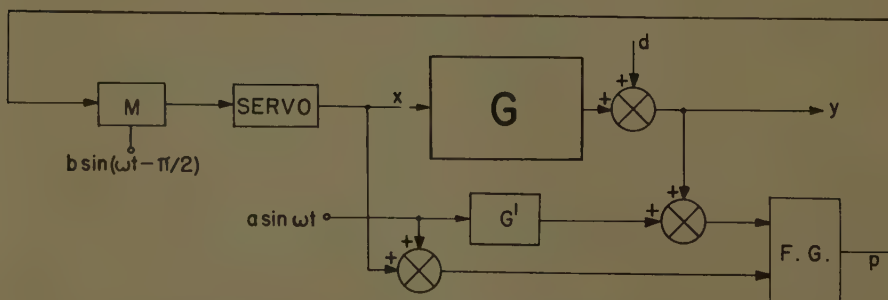 d
+
+
M
SERVO
x
G
y
b sin(ωt − π/2)
+
a sin ωt
+
G'
+
+
F. G.
p